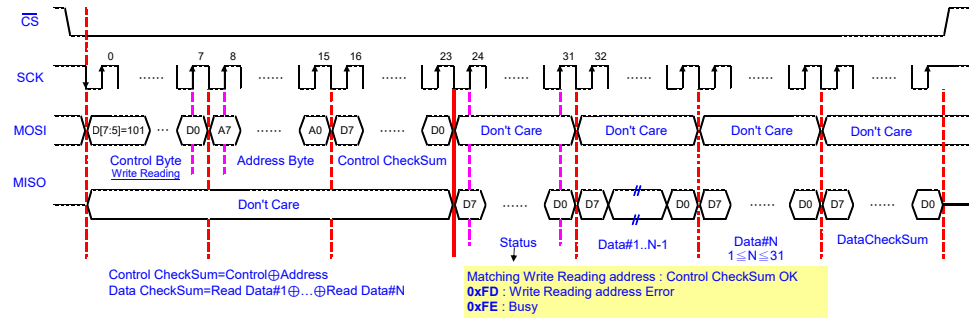 CS
0 7 8 15 16 23 24 31 32
SCK ...... ...... ...... ...... ...... ...... ......
MOSI D[7:5]=101 ... D0 A7 ...... A0 D7 ...... D0 Don't Care Don't Care Don't Care Don't Care
Control Byte Address Byte Control CheckSum
Write Reading
MISO Don't Care D7 ...... D0 D7 D0 D7 ...... D0 D7 ...... D0
Status Data#1..N-1 Data#N DataCheckSum
1≦N≦31
Control CheckSum=Control⊕Address
Data CheckSum=Read Data#1⊕...⊕Read Data#N
Matching Write Reading address : Control CheckSum OK
0xFD : Write Reading address Error
0xFE : Busy